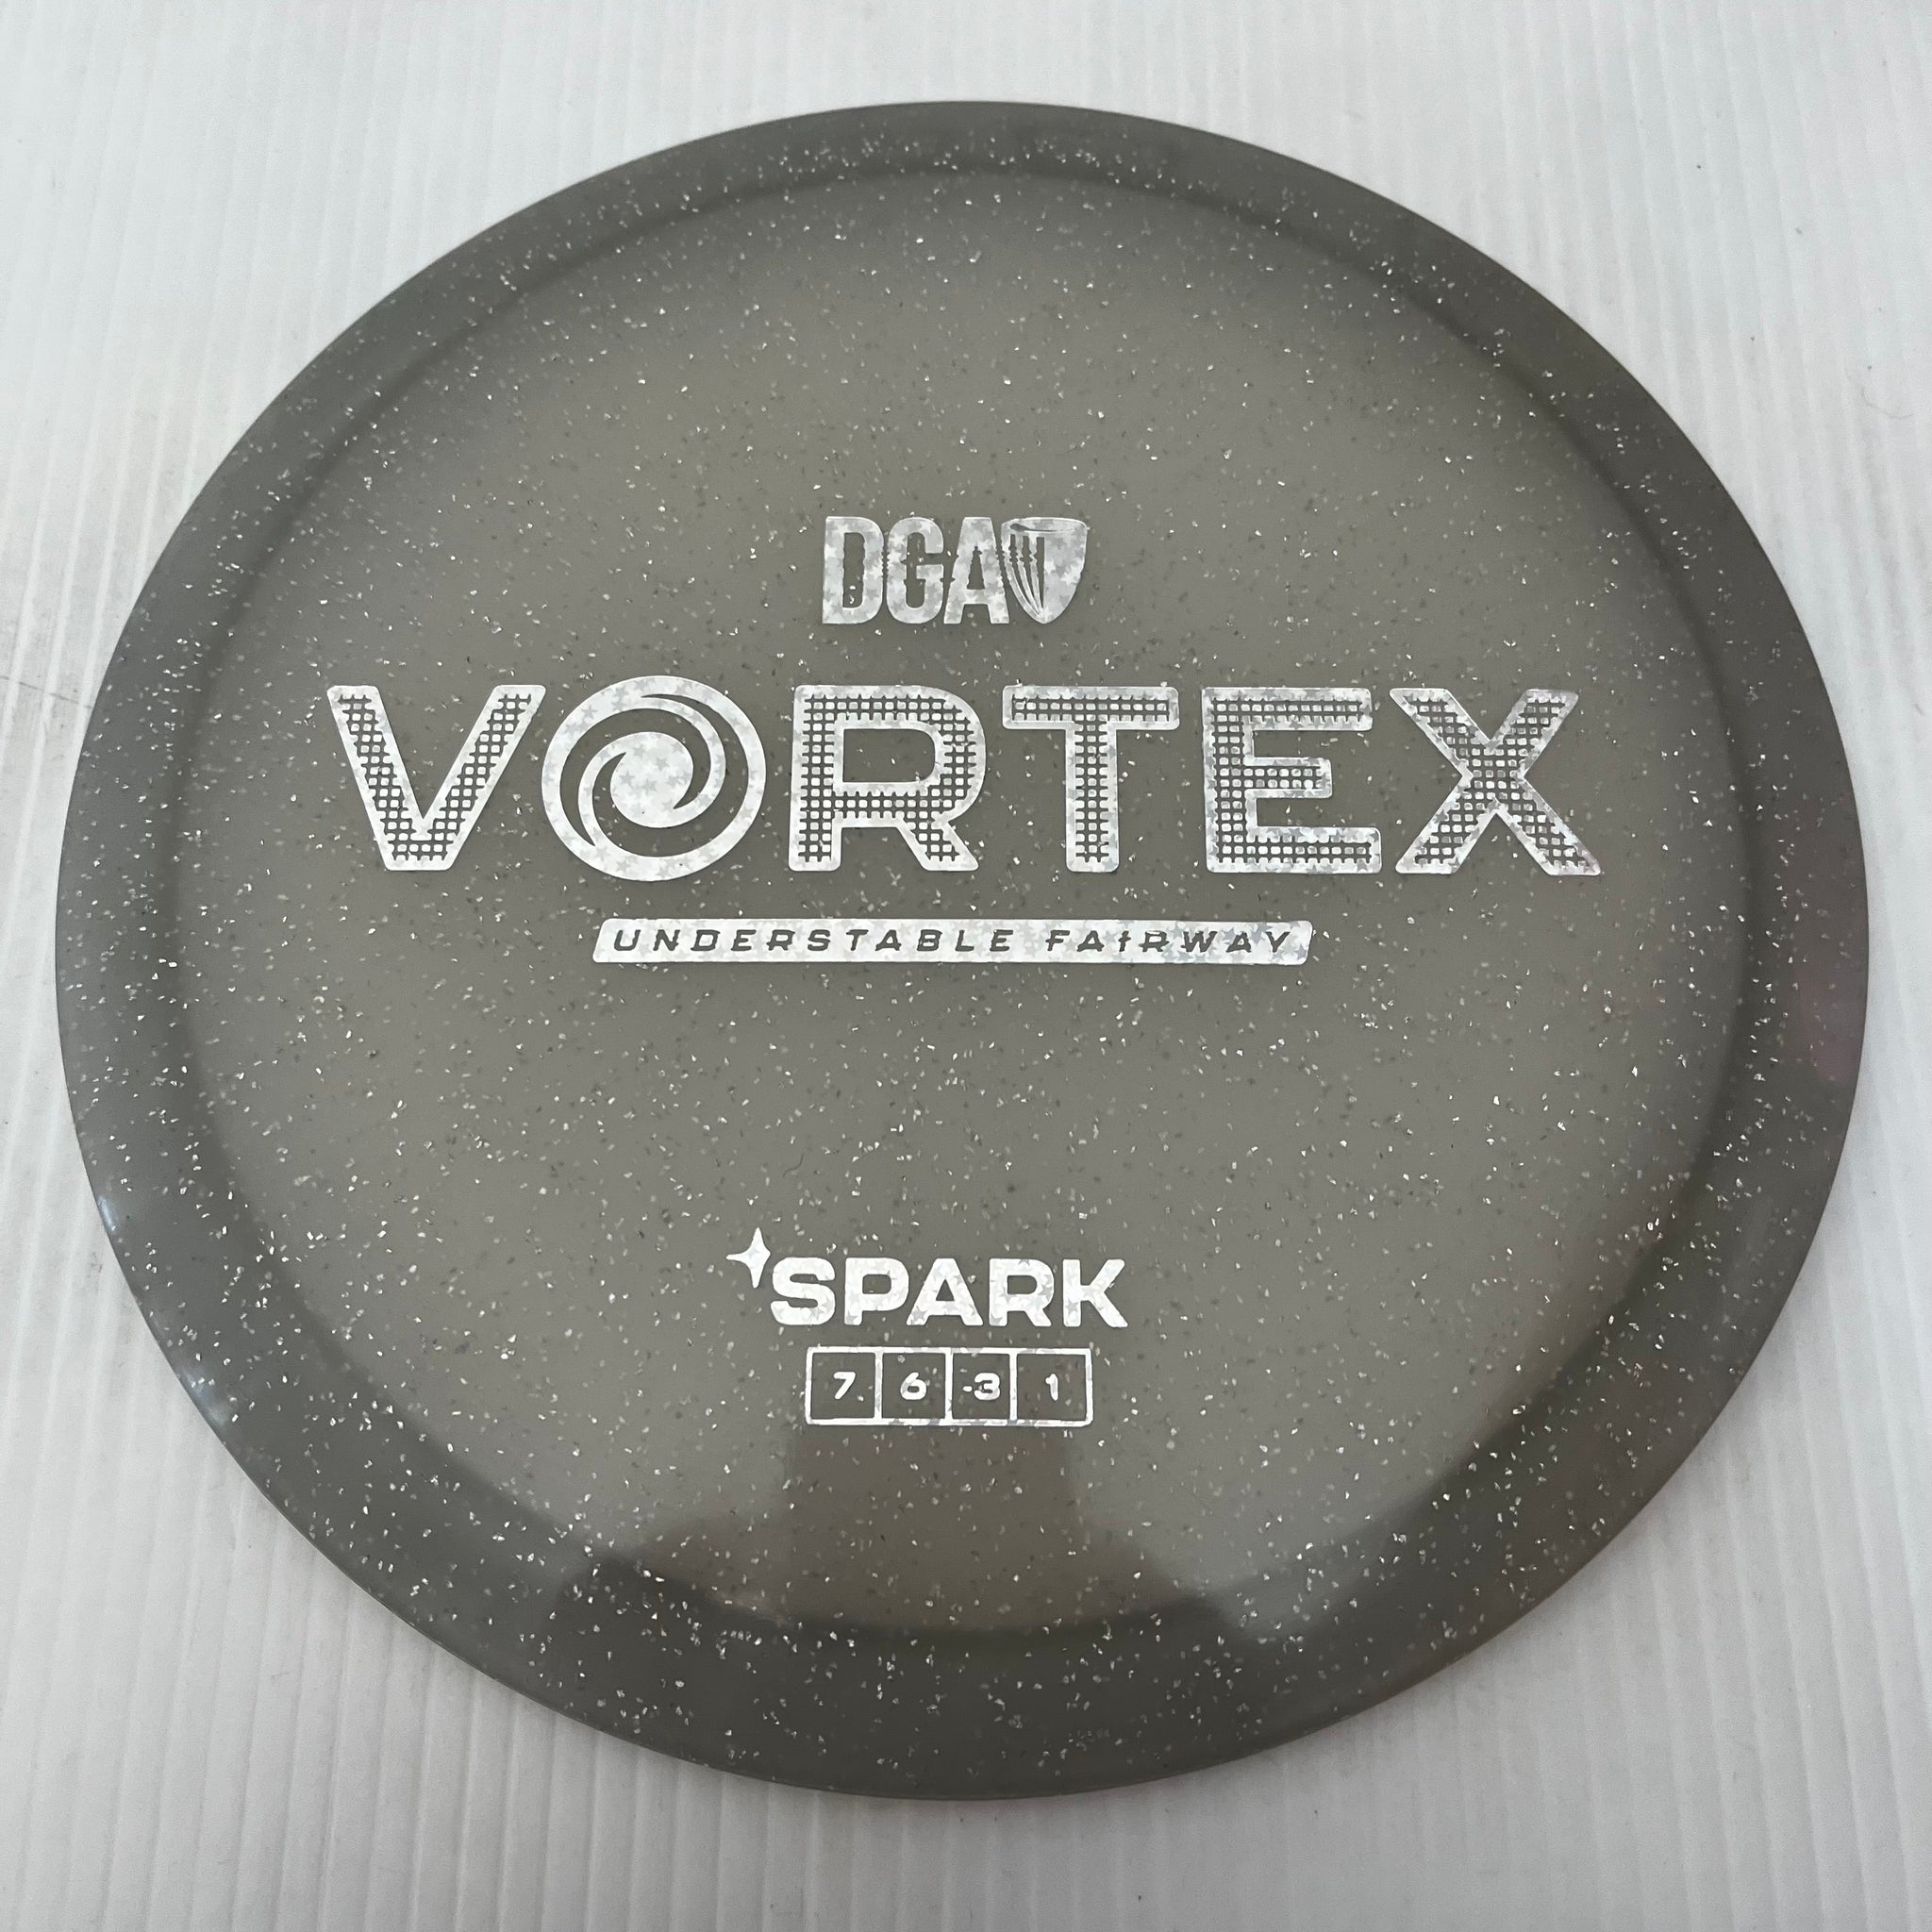 DGA
VORTEX
UNDERSTABLE FAIRWAY
SPARK
7 6 -3 1